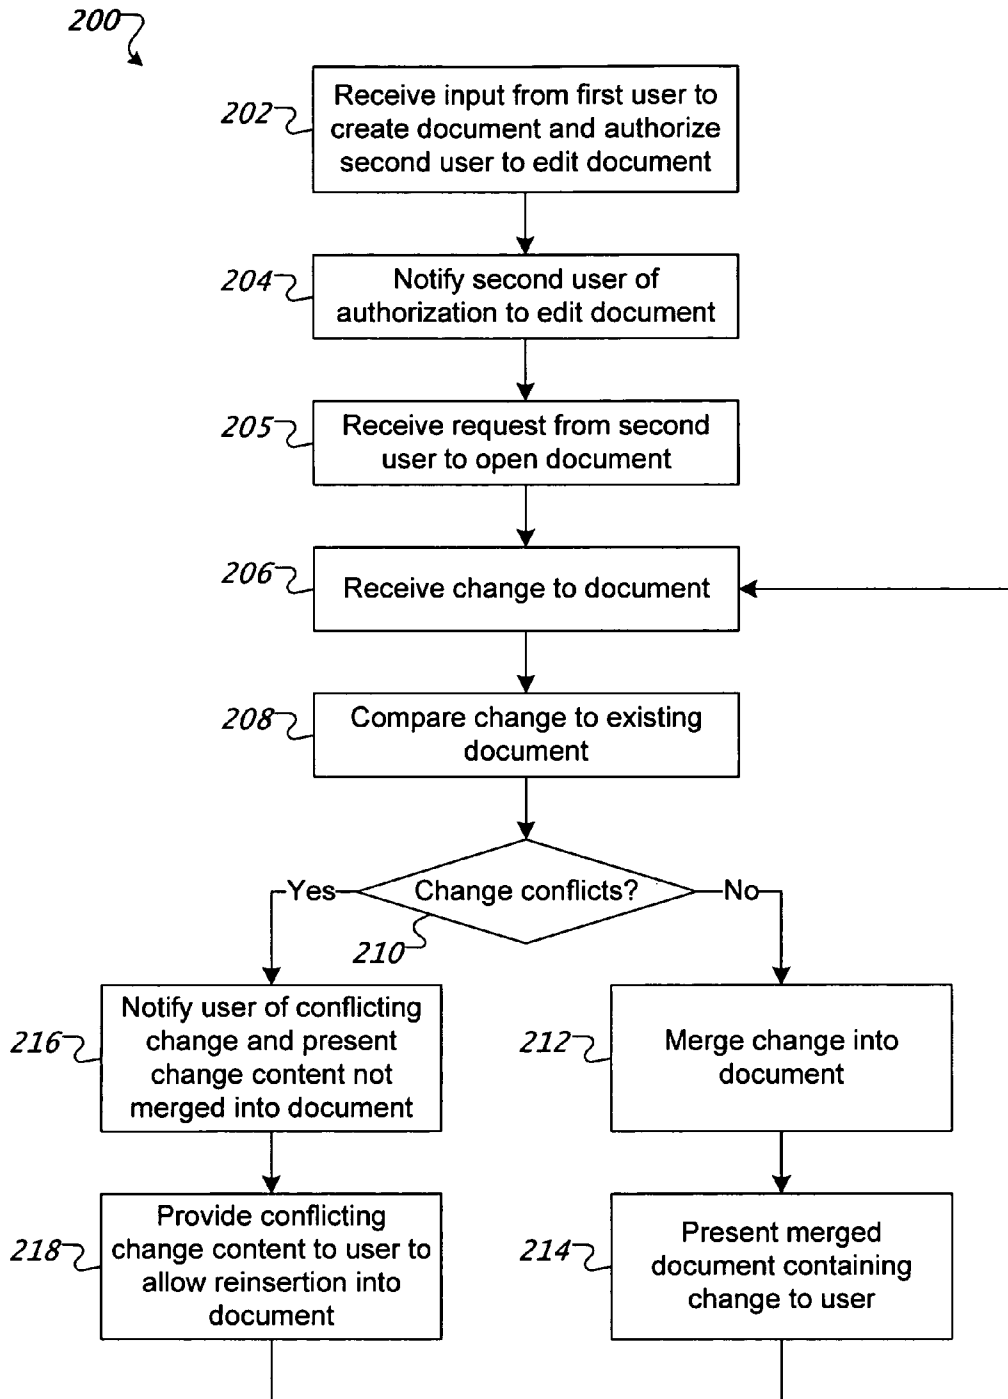 200
202
Receive input from first user to
create document and authorize
second user to edit document
204
Notify second user of
authorization to edit document
205
Receive request from second
user to open document
206
Receive change to document
208
Compare change to existing
document
Yes
Change conflicts?
No
210
216
Notify user of conflicting
change and present
change content not
merged into document
212
Merge change into
document
218
Provide conflicting
change content to user to
allow reinsertion into
document
214
Present merged
document containing
change to user